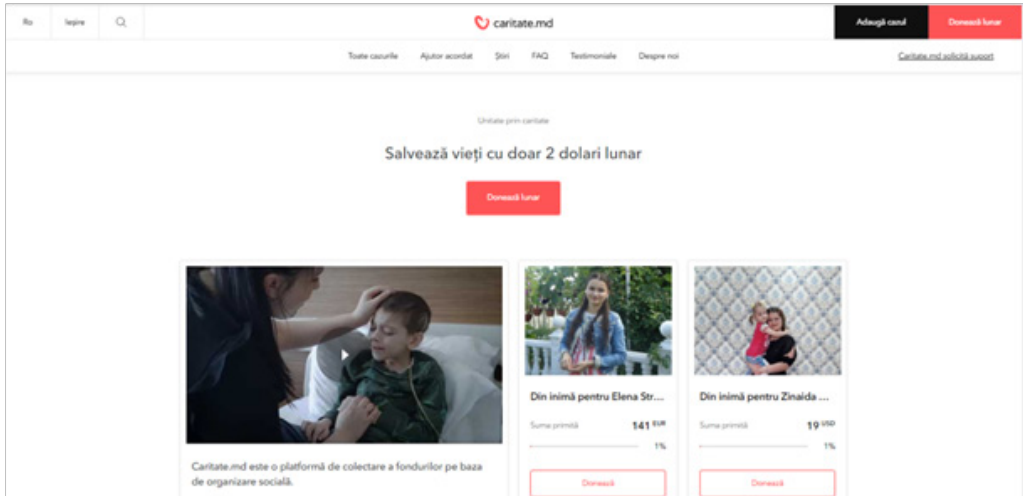 Ro
Ieșire
caritate.md
Adaugă cazul
Donează lunar
Toate cazurile
Ajutor acordat
Știri
FAQ
Testimoniale
Despre noi
Caritate.md solicită suport
Unitate prin caritate
Salvează vieți cu doar 2 dolari lunar
Donează lunar
Caritate.md este o platformă de colectare a fondurilor pe baza
de organizare socială.
Din inimă pentru Elena Str...
Suma primită 141 EUR
1%
Donează
Din inimă pentru Zinaida ...
Suma primită 19 USD
1%
Donează